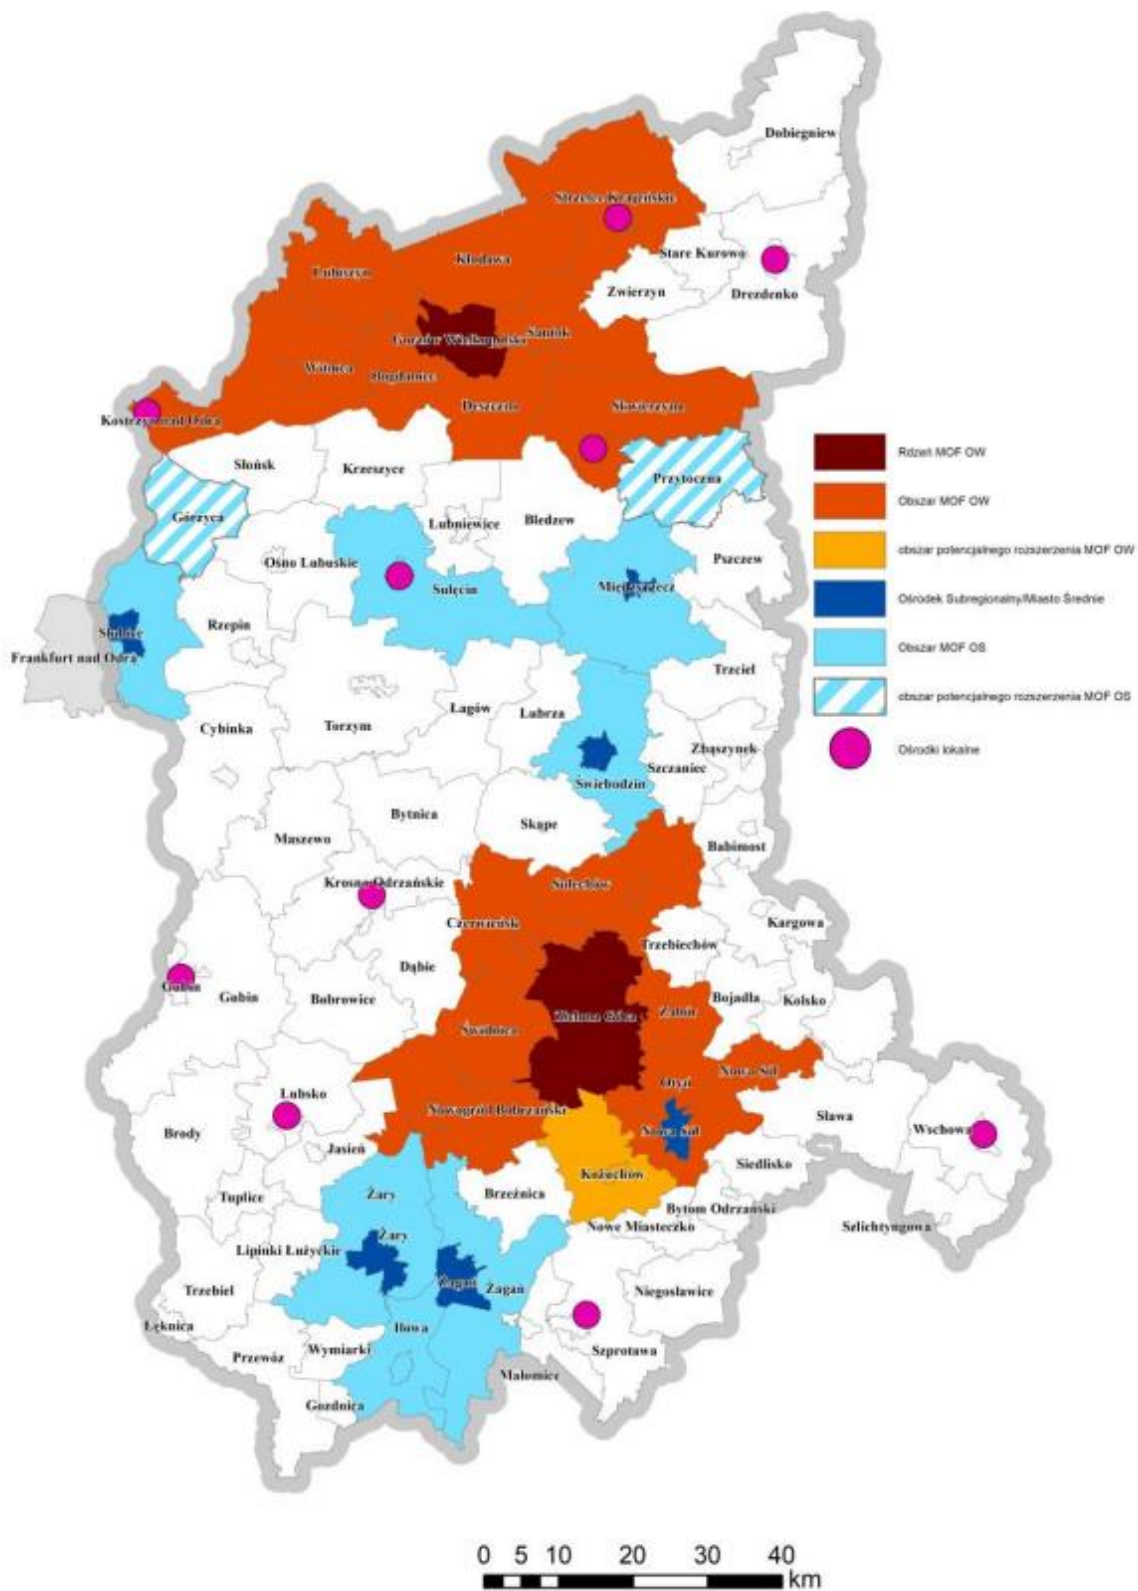 Dobiegniew
Strzelce Krajeńskie
Stare Kurowo
Kłodawa
Lubiszyn
Zwierzyn
Drezdenko
Gorzów Wielkopolski
Santok
Witnica
Bogdaniec
Deszczno
Skwierzyna
Kostrzyn nad Odrą
Słońsk
Krzeszyce
Przytoczna
Górzyca
Lubniewice
Bledzew
Ośno Lubuskie
Sulęcin
Międzyrzecz
Pszczew
Słubice
Rzepin
Frankfurt nad Odrą
Trzciel
Cybinka
Torzym
Łagów
Lubrza
Zbąszynek
Szczaniec
Świebodzin
Bytnica
Skąpe
Maszewo
Babimost
Krosno Odrzańskie
Sulechów
Czerwieńsk
Kargowa
Trzebiechów
Dąbie
Gubin
Gubin
Bobrowice
Bojadła
Kolsko
Zielona Góra
Zabór
Świdnica
Nowa Sól
Otyń
Lubsko
Nowogród Bobrzański
Nowa Sól
Sława
Wschowa
Brody
Jasień
Siedlisko
Kożuchów
Żary
Brzeźnica
Tuplice
Bytom Odrzański
Nowe Miasteczko
Szlichtyngowa
Żary
Lipinki Łużyckie
Żagań
Żagań
Trzebiel
Niegosławice
Łęknica
Iłowa
Wymiarki
Przewóz
Szprotawa
Małomice
Gozdnica
Rdzeń MOF OW
Obszar MOF OW
obszar potencjalnego rozszerzenia MOF OW
Ośrodek Subregionalny/Miasto Średnie
Obszar MOF OS
obszar potencjalnego rozszerzenia MOF OS
Ośrodki lokalne
0 5 10 20 30 40
km